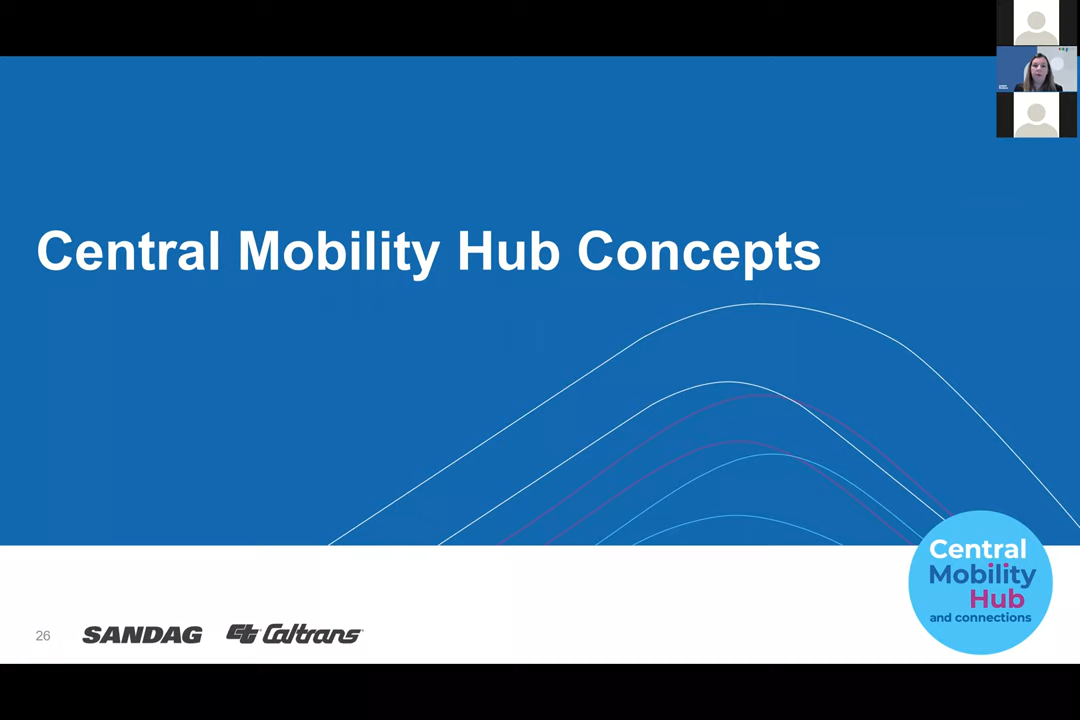 Central Mobility Hub Concepts
Central
Mobility
Hub
and connections
26 SANDAG Caltrans